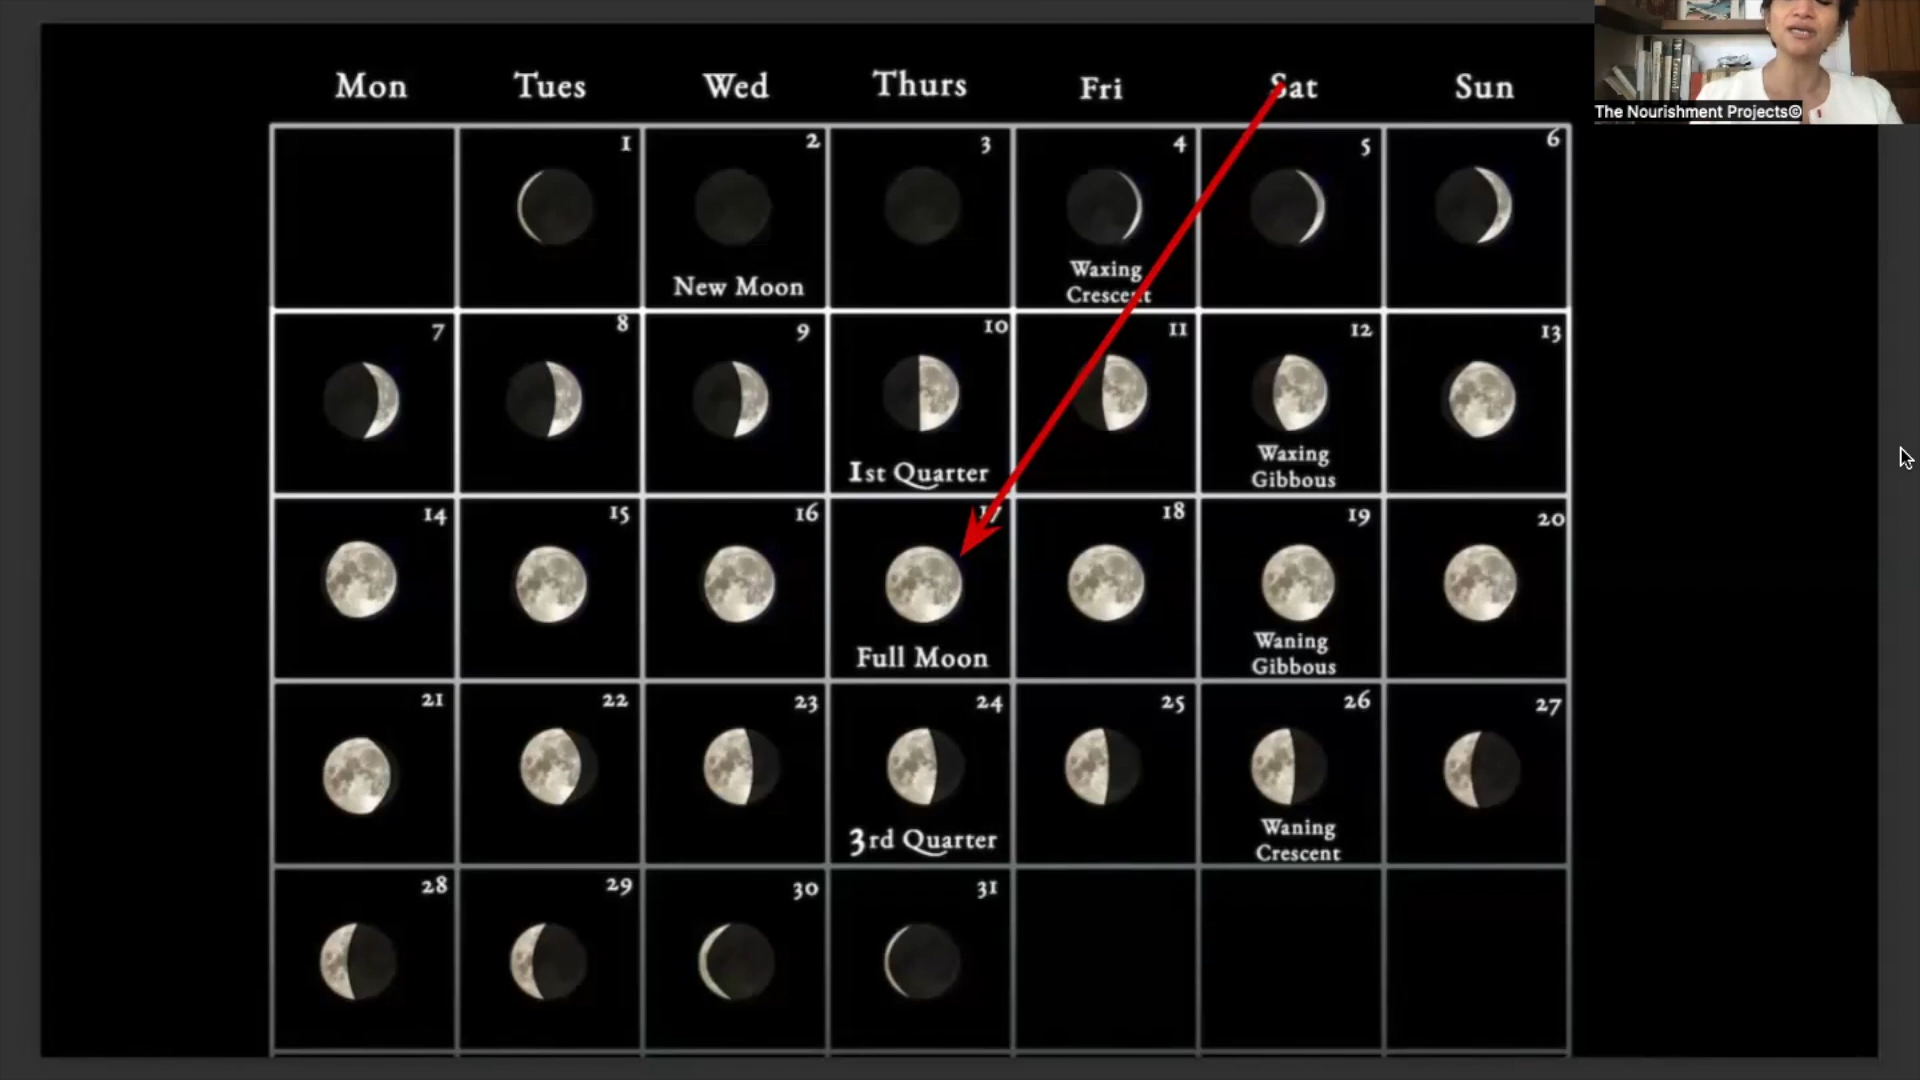 Mon Tues Wed Thurs Fri Sat Sun
The Nourishment Projects©
1 2 3 4 5 6
New Moon
Waxing
Crescent
7 8 9 10 11 12 13
1st Quarter
Waxing
Gibbous
14 15 16 17 18 19 20
Full Moon
Waning
Gibbous
21 22 23 24 25 26 27
3rd Quarter
Waning
Crescent
28 29 30 31